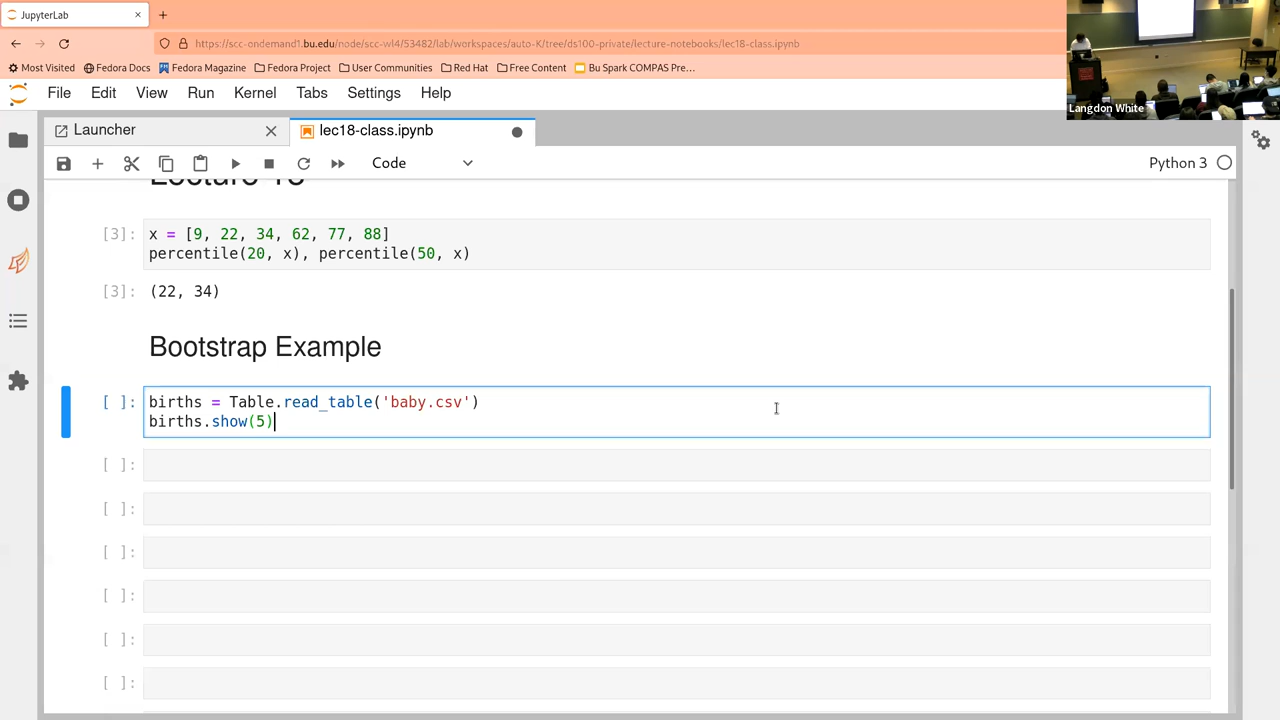 JupyterLab
https://scc-ondemand1.bu.edu/node/scc-wl4/53482/lab/workspaces/auto-K/tree/ds100-private/lecture-notebooks/lec18-class.ipynb
Most Visited Fedora Docs Fedora Magazine Fedora Project User Communities Red Hat Free Content Bu Spark COMPAS Pre...
Langdon White
File Edit View Run Kernel Tabs Settings Help
Launcher lec18-class.ipynb
Code Python 3
Lecture 18
[3]: x = [9, 22, 34, 62, 77, 88]
percentile(20, x), percentile(50, x)
[3]: (22, 34)
Bootstrap Example
[ ]: births = Table.read_table('baby.csv')
births.show(5)
[ ]:
[ ]:
[ ]:
[ ]:
[ ]:
[ ]: